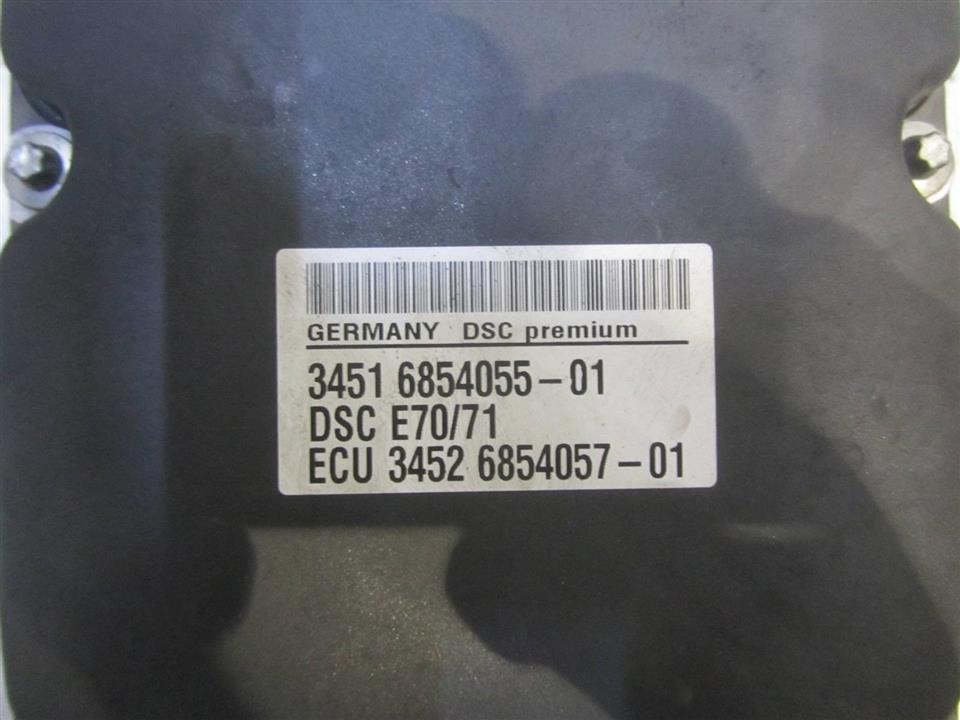 GERMANY DSC premium
3451 6854055-01
DSC E70/71
ECU 3452 6854057-01